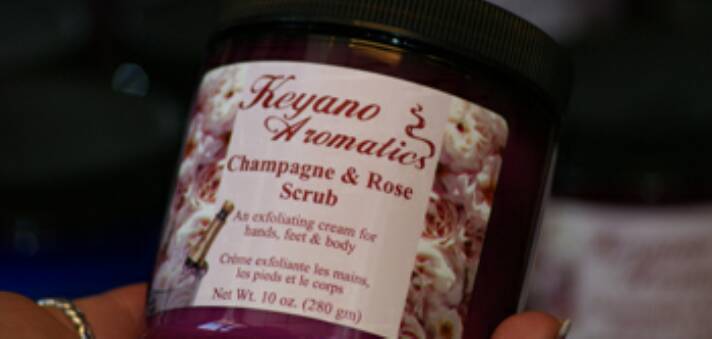 Keyano
Aromatics
Champagne & Rose
Scrub
An exfoliating cream for
hands, feet & body
Crème exfoliante les mains,
les pieds et le corps
Net Wt. 10 oz. (280 gm)